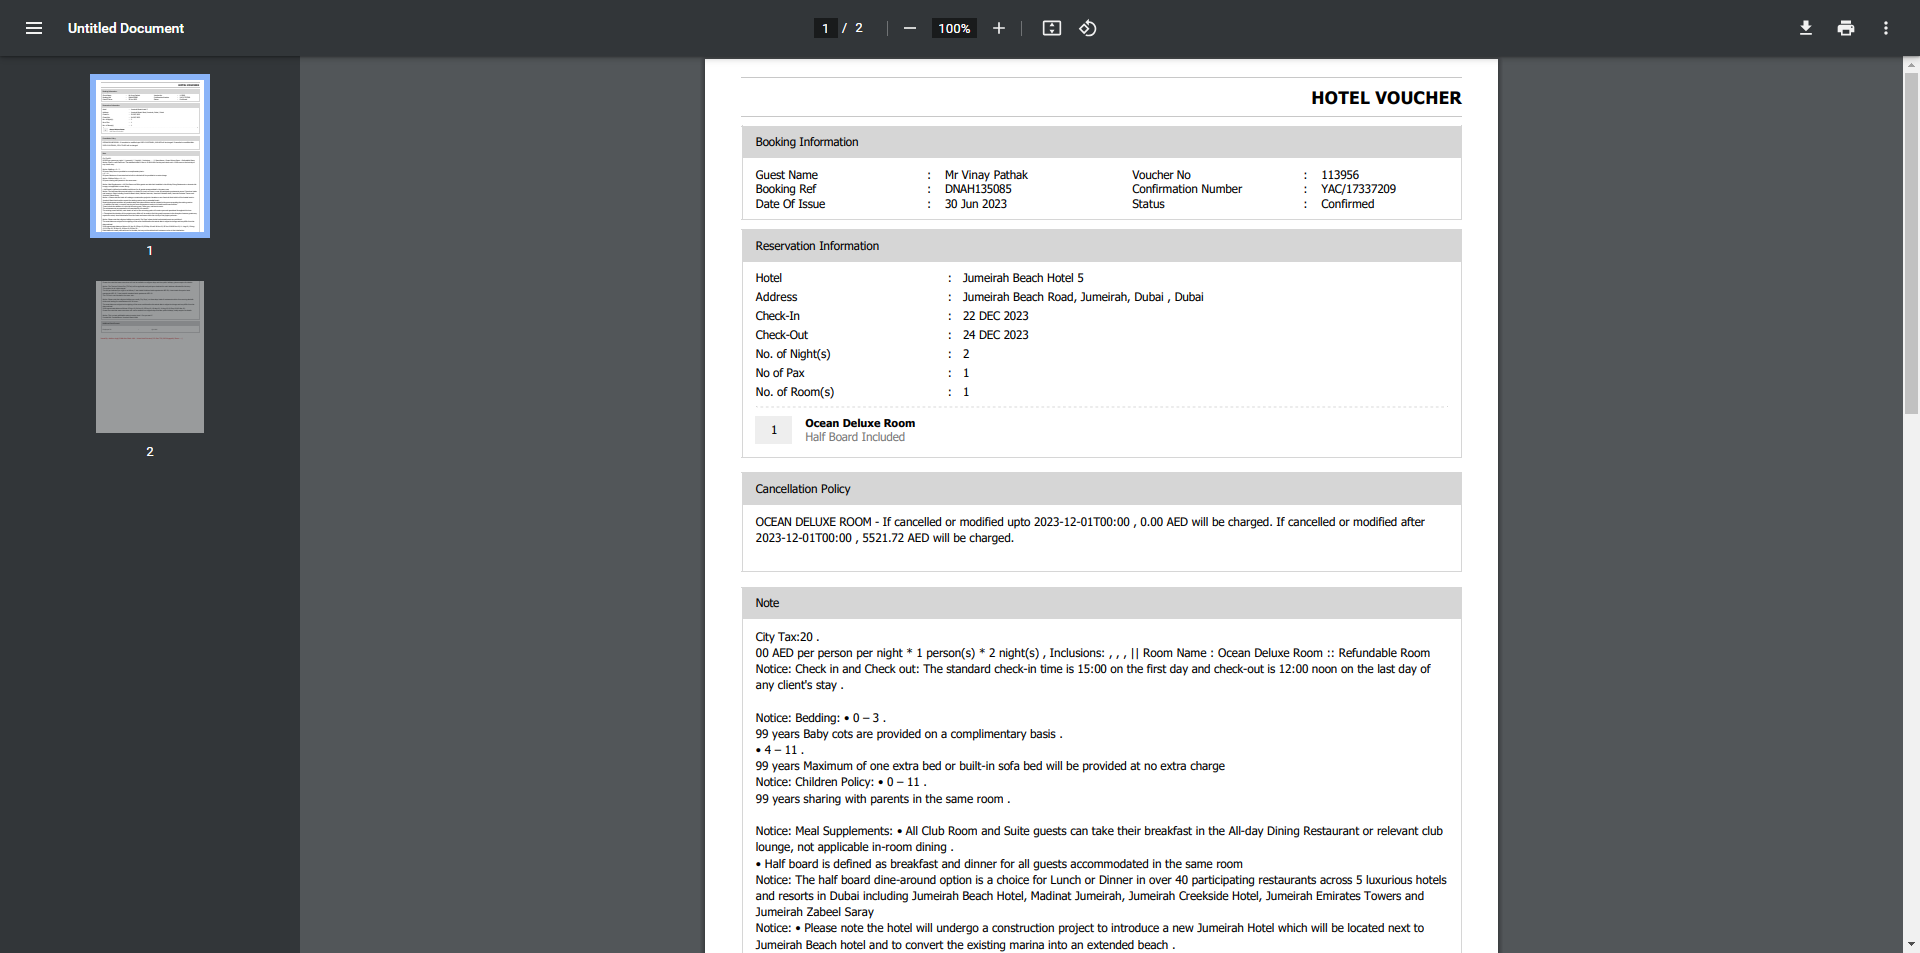 Untitled Document
1 / 2
100%
1
2
HOTEL VOUCHER
Booking Information
Guest Name : Mr Vinay Pathak Voucher No : 113956
Booking Ref : DNAH135085 Confirmation Number : YAC/17337209
Date Of Issue : 30 Jun 2023 Status : Confirmed
Reservation Information
Hotel : Jumeirah Beach Hotel 5
Address : Jumeirah Beach Road, Jumeirah, Dubai , Dubai
Check-In : 22 DEC 2023
Check-Out : 24 DEC 2023
No. of Night(s) : 2
No of Pax : 1
No. of Room(s) : 1
1 Ocean Deluxe Room
Half Board Included
Cancellation Policy
OCEAN DELUXE ROOM - If cancelled or modified upto 2023-12-01T00:00 , 0.00 AED will be charged. If cancelled or modified after
2023-12-01T00:00 , 5521.72 AED will be charged.
Note
City Tax:20 .
00 AED per person per night * 1 person(s) * 2 night(s) , Inclusions: , , , || Room Name : Ocean Deluxe Room :: Refundable Room
Notice: Check in and Check out: The standard check-in time is 15:00 on the first day and check-out is 12:00 noon on the last day of
any client's stay .
Notice: Bedding: • 0 – 3 .
99 years Baby cots are provided on a complimentary basis .
• 4 – 11 .
99 years Maximum of one extra bed or built-in sofa bed will be provided at no extra charge
Notice: Children Policy: • 0 – 11 .
99 years sharing with parents in the same room .
Notice: Meal Supplements: • All Club Room and Suite guests can take their breakfast in the All-day Dining Restaurant or relevant club
lounge, not applicable in-room dining .
• Half board is defined as breakfast and dinner for all guests accommodated in the same room
Notice: The half board dine-around option is a choice for Lunch or Dinner in over 40 participating restaurants across 5 luxurious hotels
and resorts in Dubai including Jumeirah Beach Hotel, Madinat Jumeirah, Jumeirah Creekside Hotel, Jumeirah Emirates Towers and
Jumeirah Zabeel Saray
Notice: • Please note the hotel will undergo a construction project to introduce a new Jumeirah Hotel which will be located next to
Jumeirah Beach hotel and to convert the existing marina into an extended beach .